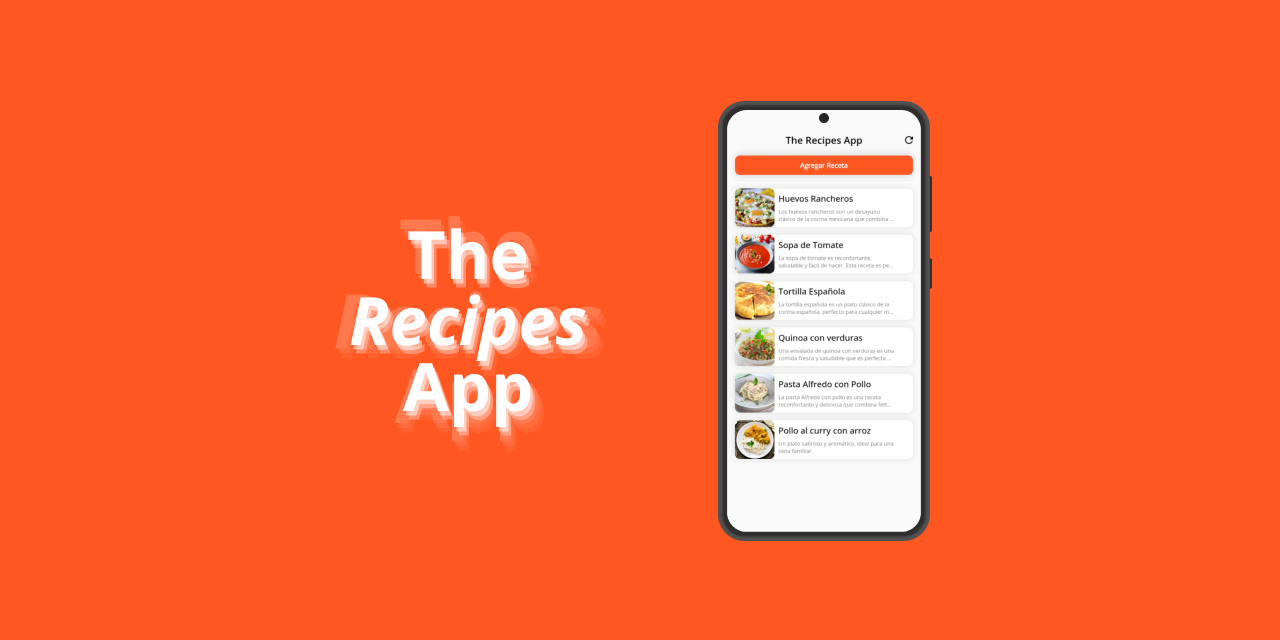 The
Recipes
App
The Recipes App
Agregar Receta
Huevos Rancheros
Los huevos rancheros son un desayuno
clásico de la cocina mexicana que combina ...
Sopa de Tomate
La sopa de tomate es reconfortante,
saludable y fácil de hacer. Esta receta es pe...
Tortilla Española
La tortilla española es un plato clásico de la
cocina española, perfecto para cualquier m...
Quinoa con verduras
Una ensalada de quinoa con verduras es una
comida fresca y saludable que es perfecta ...
Pasta Alfredo con Pollo
La pasta Alfredo con pollo es una receta
reconfortante y deliciosa que combina fett...
Pollo al curry con arroz
Un plato sabroso y aromático, ideal para una
cena familiar.